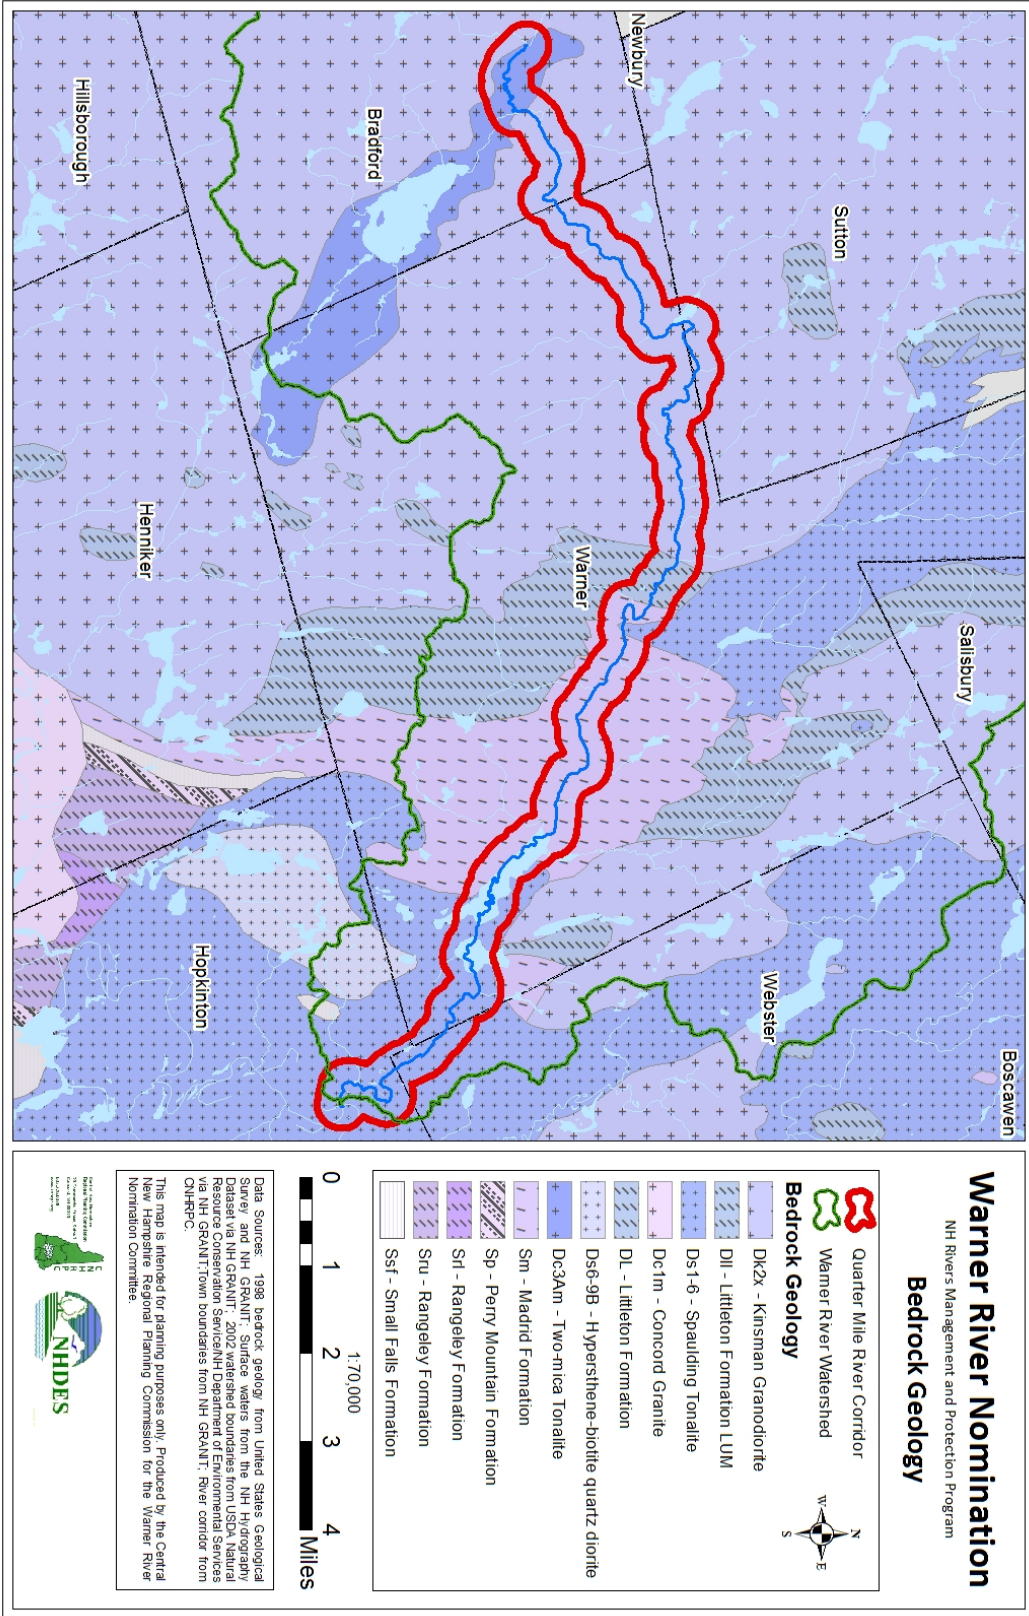 Newbury
Sutton
Bradford
Hillsborough
Warner
Salisbury
Henniker
Webster
Hopkinton
Boscawen
Warner River Nomination
NH Rivers Management and Protection Program
Bedrock Geology
Quarter Mile River Corridor
Warner River Watershed
N
W
E
S
Bedrock Geology
Dk2x - Kinsman Granodiorite
Dll - Littleton Formation LUM
Ds1-6 - Spaulding Tonalite
Dc1m - Concord Granite
DL - Littleton Formation
Ds6-9B - Hypersthene-biotite quartz diorite
Dc3Am - Two-mica Tonalite
Sm - Madrid Formation
Sp - Perry Mountain Formation
Srl - Rangeley Formation
Sru - Rangeley Formation
Ssf - Small Falls Formation
1:70,000
0 1 2 3 4
Miles
Data Sources: 1998 bedrock geology from United States Geological
Survey and NH GRANIT; Surface waters from the NH Hydrography
Dataset via NH GRANIT; 2002 watershed boundaries from USDA Natural
Resource Conservation Service/NH Department of Environmental Services
via NH GRANIT;Town boundaries from NH GRANIT; River corridor from
CNHRPC.
This map is intended for planning purposes only. Produced by the Central
New Hampshire Regional Planning Commission for the Warner River
Nomination Committee.
NHDES